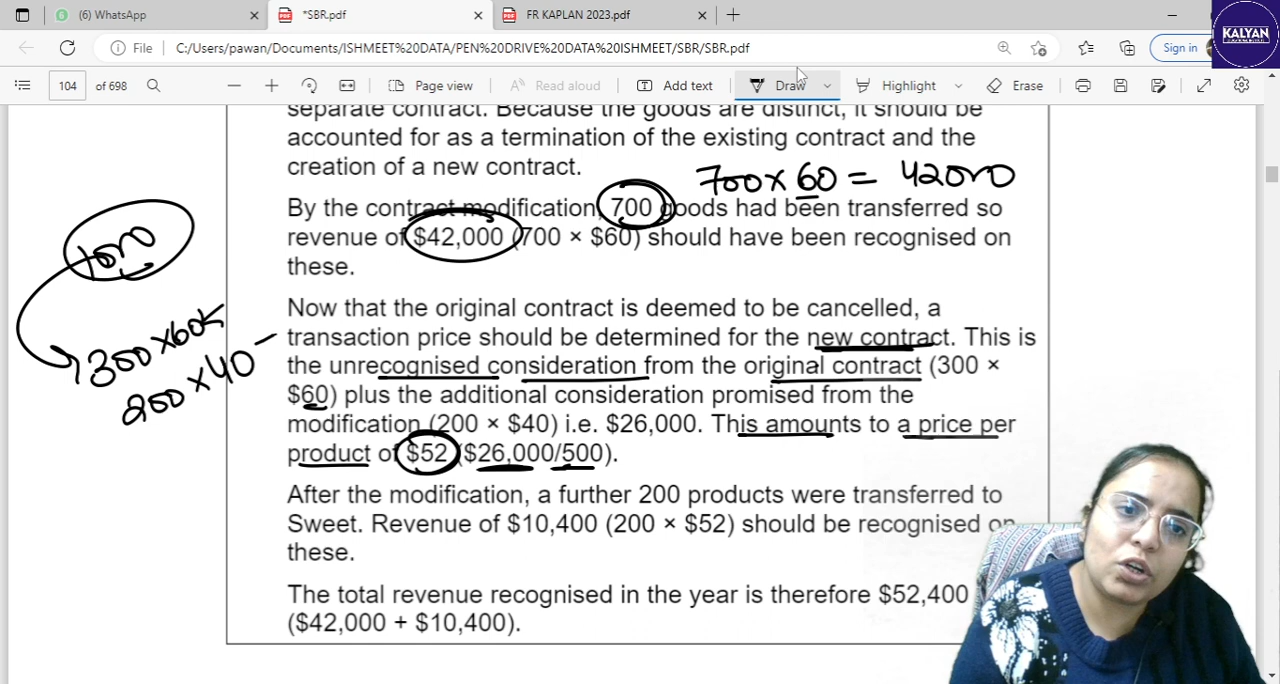 (6) WhatsApp
*SBR.pdf
FR KAPLAN 2023.pdf
File
C:/Users/pawan/Documents/ISHMEET%20DATA/PEN%20DRIVE%20DATA%20ISHMEET/SBR/SBR.pdf
Sign in
KALYAN
104 of 698
Page view
Read aloud
Add text
Draw
Highlight
Erase
separate contract. Because the goods are distinct, it should be
accounted for as a termination of the existing contract and the
creation of a new contract.
700 x 60 = 42000
By the contract modification, 700 goods had been transferred so
revenue of $42,000 (700 × $60) should have been recognised on
these.
1000
300 x 60
200 x 40
Now that the original contract is deemed to be cancelled, a
transaction price should be determined for the new contract. This is
the unrecognised consideration from the original contract (300 ×
$60) plus the additional consideration promised from the
modification (200 × $40) i.e. $26,000. This amounts to a price per
product of $52 ($26,000/500).
After the modification, a further 200 products were transferred to
Sweet. Revenue of $10,400 (200 × $52) should be recognised on
these.
The total revenue recognised in the year is therefore $52,400
($42,000 + $10,400).